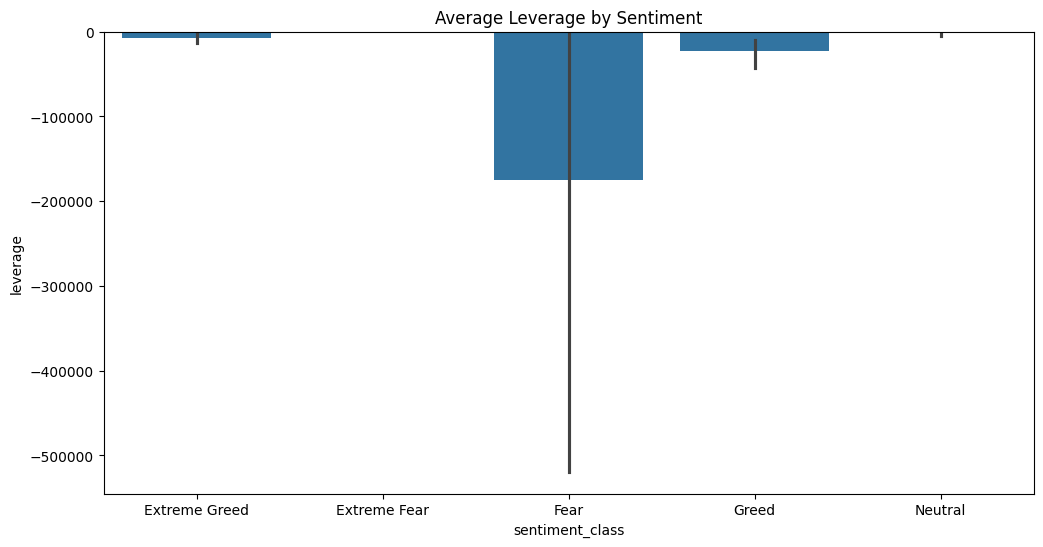 Average Leverage by Sentiment
0
−100000
−200000
−300000
−400000
−500000
leverage
Extreme Greed
Extreme Fear
Fear
Greed
Neutral
sentiment_class